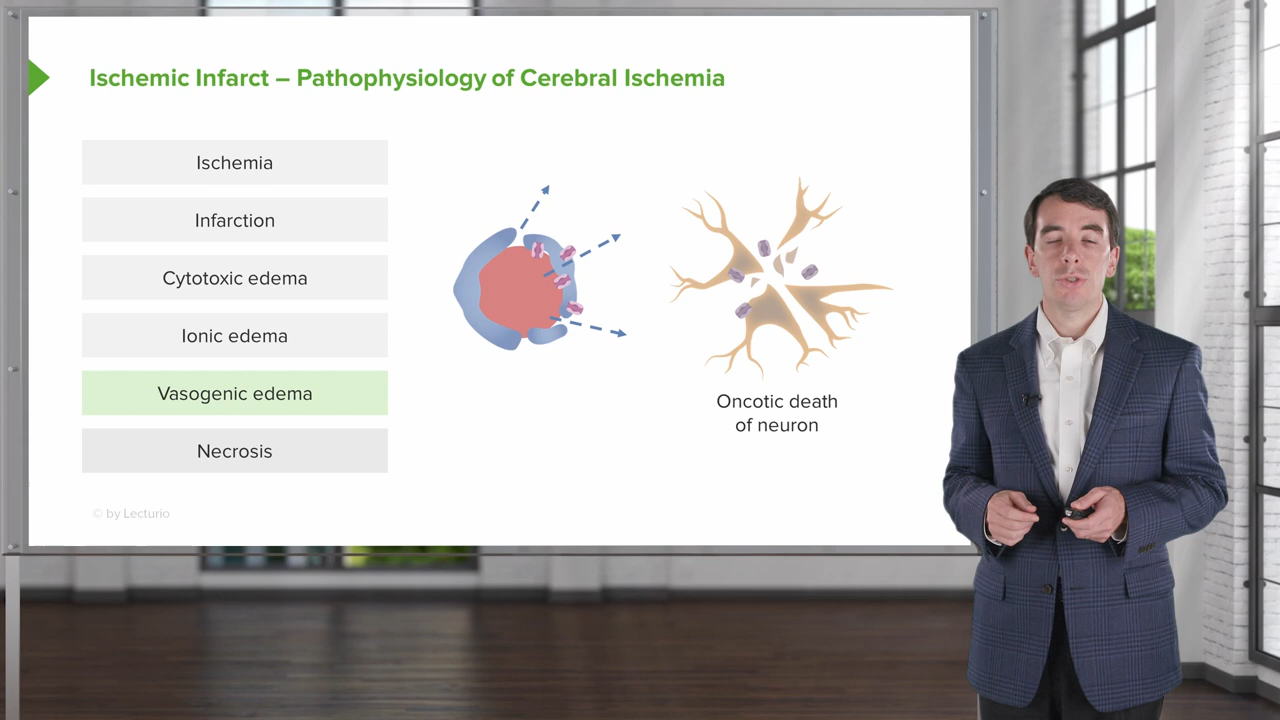 Ischemic Infarct – Pathophysiology of Cerebral Ischemia
Ischemia
Infarction
Cytotoxic edema
Ionic edema
Vasogenic edema
Necrosis
Oncotic death
of neuron
© by Lecturio